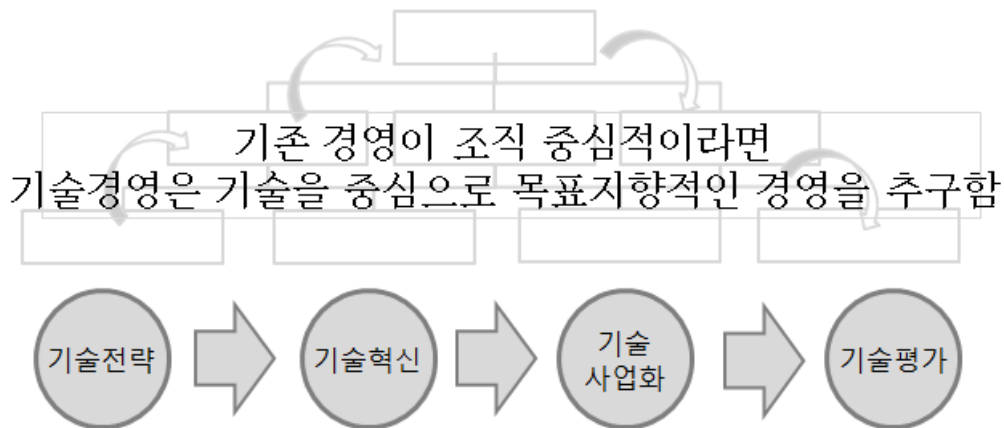 기존 경영이 조직 중심적이라면
기술경영은 기술을 중심으로 목표지향적인 경영을 추구함
기술전략
기술혁신
기술
사업화
기술평가